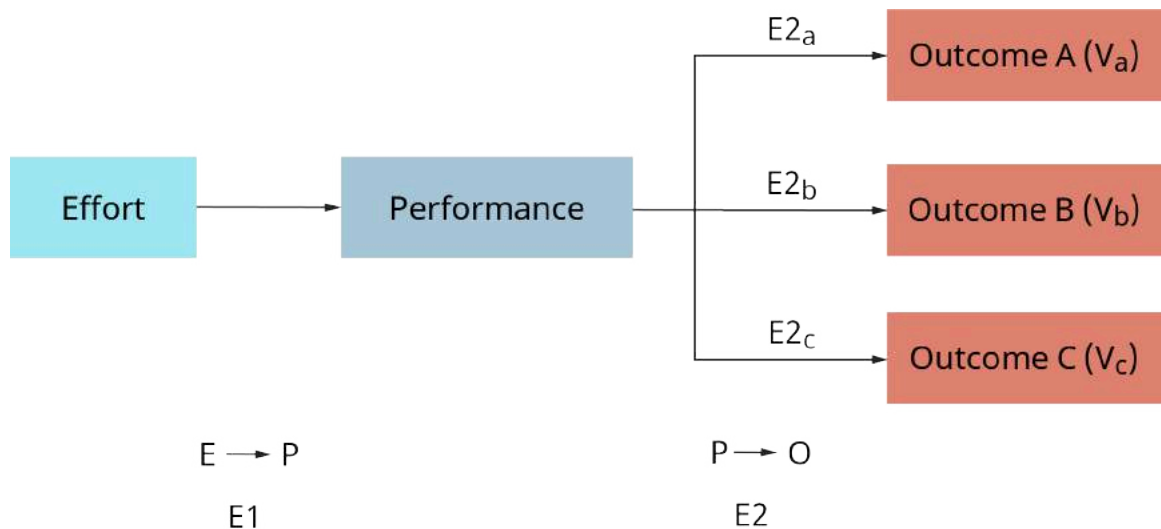 E2a
Outcome A (Va)
Effort
Performance
E2b
Outcome B (Vb)
E2c
Outcome C (Vc)
E → P
P → O
E1
E2